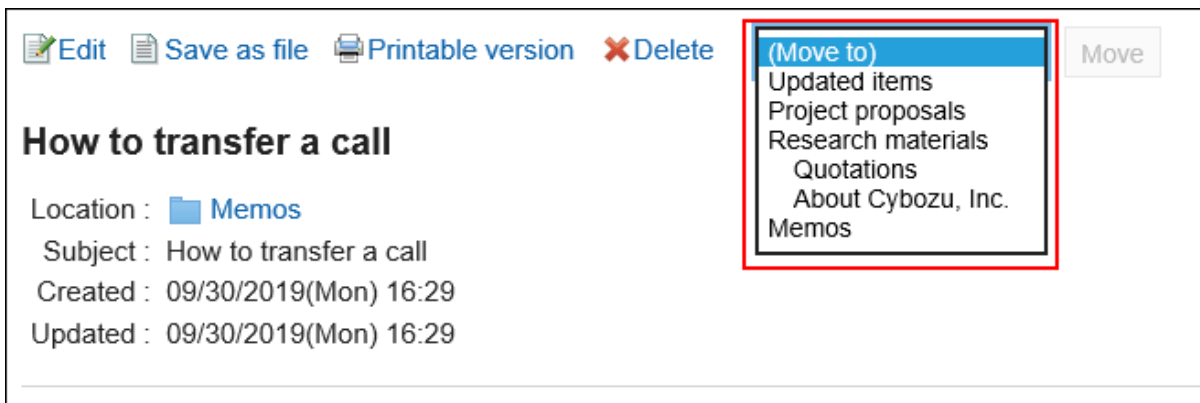 Edit Save as file Printable version Delete (Move to) Move
Updated items
Project proposals
Research materials
Quotations
About Cybozu, Inc.
Memos
How to transfer a call
Location : Memos
Subject : How to transfer a call
Created : 09/30/2019(Mon) 16:29
Updated : 09/30/2019(Mon) 16:29